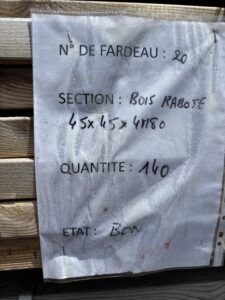 N° DE FARDEAU : 20
SECTION : BOIS RABOTE
45x45x4m80
QUANTITE : 140
ETAT : Bon